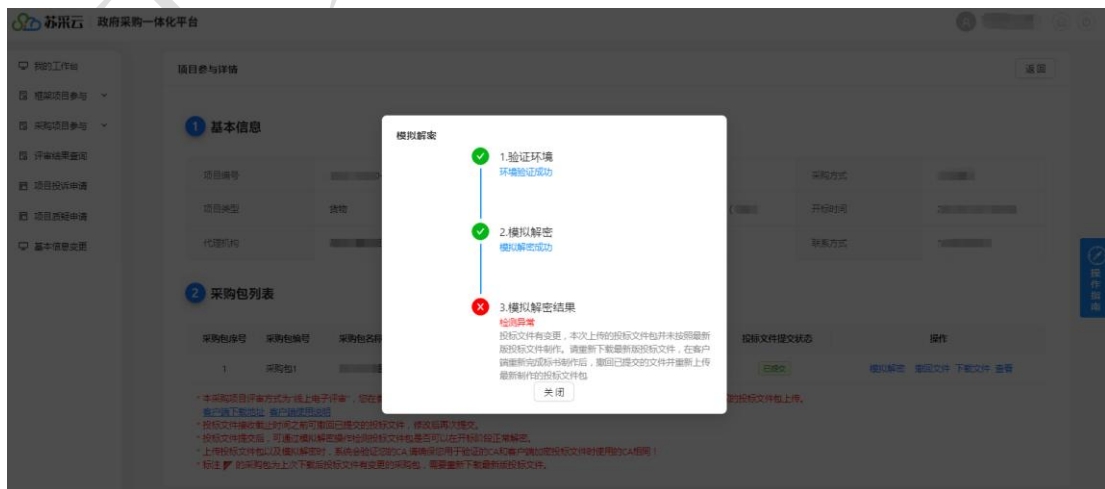 苏采云 政府采购一体化平台
我的工作台
框架项目参与
采购项目参与
评审结果查阅
项目投诉申请
项目质疑申请
基本信息变更
项目参与详情
返回
1 基本信息
项目编号
采购方式
项目类型 货物
开标时间
代理机构
联系方式
2 采购包列表
采购包序号 采购包编号 采购包名称
投标文件提交状态 操作
1 采购包1
已提交 模拟解密 撤回文件 下载文件 查看
模拟解密
1.验证环境
环境验证成功
2.模拟解密
模拟解密成功
3.模拟解密结果
检测异常
投标文件有变更,本次上传的投标文件包并未按照最新
版投标文件制作。请重新下载最新版投标文件,在客户
端重新完成标书制作后,撤回已提交的文件并重新上传
最新制作的投标文件包
关闭
* 本采购项目评审方式为“线上电子评审”,您在
的投标文件包上传。
客户端下载地址 客户端使用说明
* 投标文件接收截止时间之前可撤回已提交的投标文件,修改后再次提交。
* 投标文件提交后,可通过模拟解密操作检测投标文件包是否可以在开标阶段正常解密。
* 上传投标文件包以及模拟解密时,系统会验证您的CA,请确保您用于验证的CA和客户端加密投标文件时使用的CA相同!
* 标注 的采购包为上次下载后投标文件有变更的采购包,需要重新下载最新版投标文件。
操作指南